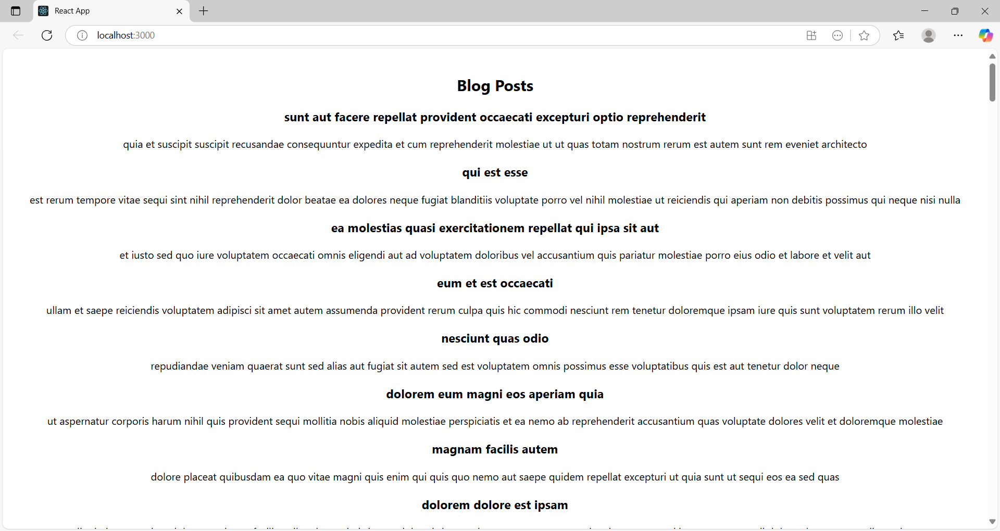 React App
localhost:3000
Blog Posts
sunt aut facere repellat provident occaecati excepturi optio reprehenderit
quia et suscipit suscipit recusandae consequuntur expedita et cum reprehenderit molestiae ut ut quas totam nostrum rerum est autem sunt rem eveniet architecto
qui est esse
est rerum tempore vitae sequi sint nihil reprehenderit dolor beatae ea dolores neque fugiat blanditiis voluptate porro vel nihil molestiae ut reiciendis qui aperiam non debitis possimus qui neque nisi nulla
ea molestias quasi exercitationem repellat qui ipsa sit aut
et iusto sed quo iure voluptatem occaecati omnis eligendi aut ad voluptatem doloribus vel accusantium quis pariatur molestiae porro eius odio et labore et velit aut
eum et est occaecati
ullam et saepe reiciendis voluptatem adipisci sit amet autem assumenda provident rerum culpa quis hic commodi nesciunt rem tenetur doloremque ipsam iure quis sunt voluptatem rerum illo velit
nesciunt quas odio
repudiandae veniam quaerat sunt sed alias aut fugiat sit autem sed est voluptatem omnis possimus esse voluptatibus quis est aut tenetur dolor neque
dolorem eum magni eos aperiam quia
ut aspernatur corporis harum nihil quis provident sequi mollitia nobis aliquid molestiae perspiciatis et ea nemo ab reprehenderit accusantium quas voluptate dolores velit et doloremque molestiae
magnam facilis autem
dolore placeat quibusdam ea quo vitae magni quis enim qui quis quo nemo aut saepe quidem repellat excepturi ut quia sunt ut sequi eos ea sed quas
dolorem dolore est ipsam